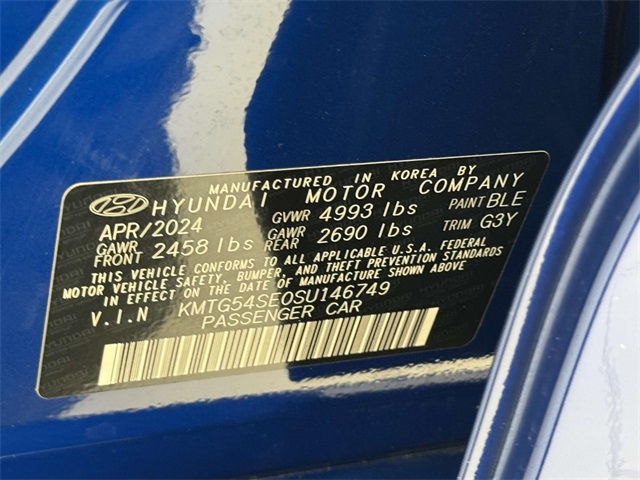 MANUFACTURED IN KOREA BY
HYUNDAI MOTOR COMPANY
APR/2024 GVWR 4993 lbs PAINT BLE
GAWR FRONT 2458 lbs GAWR REAR 2690 lbs TRIM G3Y
THIS VEHICLE CONFORMS TO ALL APPLICABLE U.S.A. FEDERAL
MOTOR VEHICLE SAFETY, BUMPER, AND THEFT PREVENTION STANDARDS
IN EFFECT ON THE DATE OF MANUFACTURE SHOWN ABOVE.
V.I.N KMTG54SE0SU146749
PASSENGER CAR